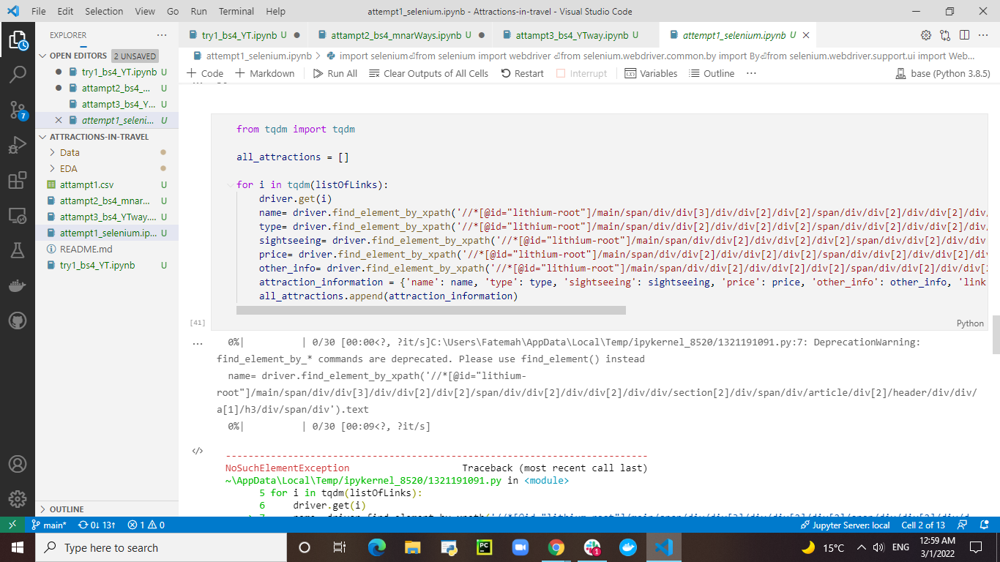 File Edit Selection View Go Run Terminal Help attempt1_selenium.ipynb - Attractions-in-travel - Visual Studio Code
EXPLORER
OPEN EDITORS 2 UNSAVED
try1_bs4_YT.ipynb U
attampt2_bs4_...
attampt3_bs4_Y... U
attempt1_seleni... U
ATTRACTIONS-IN-TRAVEL
Data
EDA
attampt1.csv U
attampt2_bs4_mnar... U
attampt3_bs4_YTway.... U
attempt1_selenium.ip... U
README.md
try1_bs4_YT.ipynb U
OUTLINE
7
try1_bs4_YT.ipynb U attampt2_bs4_mnarWays.ipynb U attampt3_bs4_YTway.ipynb U attempt1_selenium.ipynb U
attempt1_selenium.ipynb > import selenium⏎from selenium import webdriver ⏎from selenium.webdriver.common.by import By⏎from selenium.webdriver.support.ui import Web...
+ Code + Markdown Run All Clear Outputs of All Cells Restart Interrupt Variables Outline ... base (Python 3.8.5)
from tqdm import tqdm
all_attractions = []
for i in tqdm(listOfLinks):
driver.get(i)
name= driver.find_element_by_xpath('//*[@id="lithium-root"]/main/span/div/div[3]/div/div[2]/div[2]/span/div/div[2]/div/div[2]/div/
type= driver.find_element_by_xpath('//*[@id="lithium-root"]/main/span/div/div[2]/div/div[2]/div[2]/span/div/div[2]/div/div[2]/div/
sightseeing= driver.find_element_by_xpath('//*[@id="lithium-root"]/main/span/div/div[2]/div/div[2]/div[2]/span/div/div[2]/div/div
price= driver.find_element_by_xpath('//*[@id="lithium-root"]/main/span/div/div[2]/div/div[2]/div[2]/span/div/div[2]/div/div[2]/div
other_info= driver.find_element_by_xpath('//*[@id="lithium-root"]/main/span/div/div[2]/div/div[2]/div[2]/span/div/div[2]/div/div[
attraction_information = {'name': name, 'type': type, 'sightseeing': sightseeing, 'price': price, 'other_info': other_info, 'link
all_attractions.append(attraction_information)
[41] Python
0%| | 0/30 [00:00<?, ?it/s]C:\Users\Fatemah\AppData\Local\Temp/ipykernel_8520/1321191091.py:7: DeprecationWarning:
find_element_by_* commands are deprecated. Please use find_element() instead
name= driver.find_element_by_xpath('//*[@id="lithium-
root"]/main/span/div/div[3]/div/div[2]/div[2]/span/div/div[2]/div/div[2]/div/div/section[2]/div/span/div/article/div[2]/header/div/div/
a[1]/h3/div/span/div').text
0%| | 0/30 [00:09<?, ?it/s]
---------------------------------------------------------------------------
NoSuchElementException Traceback (most recent call last)
~\AppData\Local\Temp/ipykernel_8520/1321191091.py in <module>
5 for i in tqdm(listOfLinks):
6 driver.get(i)
main* 0↓ 13↑ 1 0 Jupyter Server: local Cell 2 of 13
Type here to search PC 1 15°C ENG 12:59 AM
3/1/2022